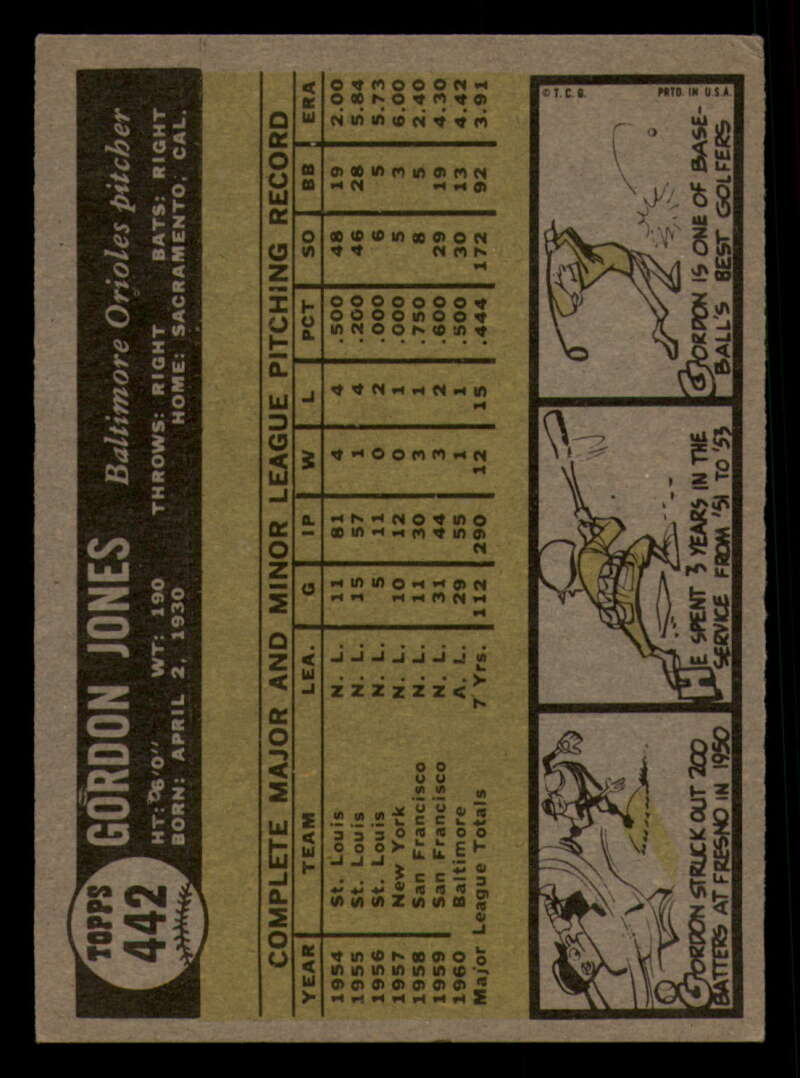 TOPPS
442
GORDON JONES Baltimore Orioles pitcher
HT: 6'0" WT: 190 THROWS: RIGHT BATS: RIGHT
BORN: APRIL 2, 1930 HOME: SACRAMENTO, CAL.
COMPLETE MAJOR AND MINOR LEAGUE PITCHING RECORD
YEAR TEAM LEA. G IP W L PCT SO BB ERA
1954 St. Louis N. L. 11 81 4 4 .500 48 19 2.00
1955 St. Louis N. L. 15 57 1 4 .200 46 28 5.84
1956 St. Louis N. L. 5 11 0 2 .000 6 5 5.73
1957 New York N. L. 10 12 0 1 .000 5 3 6.00
1958 San Francisco N. L. 11 30 3 1 .750 8 5 2.40
1959 San Francisco N. L. 31 44 3 2 .600 29 19 4.30
1960 Baltimore A. L. 29 55 1 1 .500 30 13 4.42
Major League Totals 7 Yrs. 112 290 12 15 .444 172 92 3.91
GORDON STRUCK OUT 200
BATTERS AT FRESNO IN 1950
HE SPENT 3 YEARS IN THE
SERVICE FROM '51 TO '53
© T. C. G. PRTD. IN U.S.A.
GORDON IS ONE OF BASE-
BALL'S BEST GOLFERS